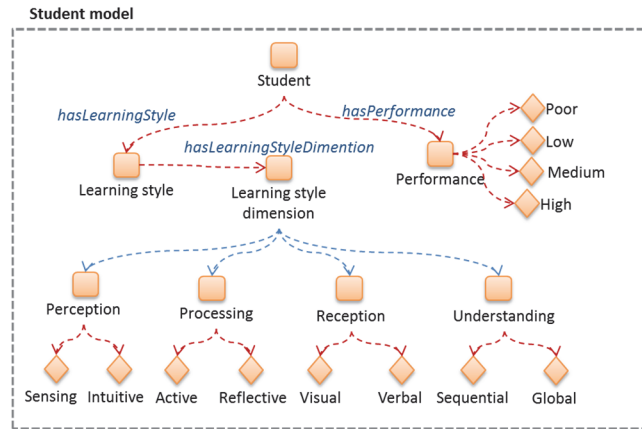 Student model
Student
hasLearningStyle
hasPerformance
hasLearningStyleDimention
Learning style
Learning style
dimension
Performance
Poor
Low
Medium
High
Perception
Processing
Reception
Understanding
Sensing
Intuitive
Active
Reflective
Visual
Verbal
Sequential
Global